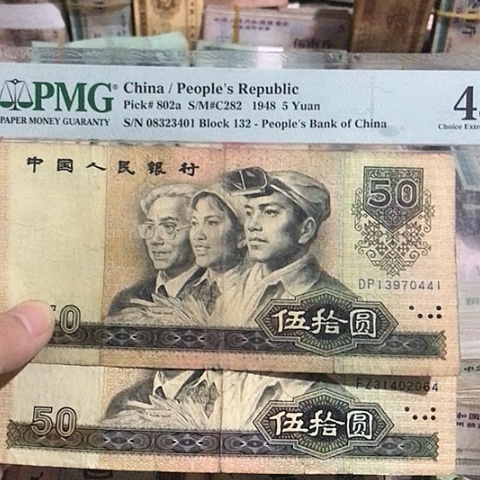 PMG
PAPER MONEY GUARANTY
China / People's Republic
Pick# 802a S/M#C282 1948 5 Yuan
S/N 08323401 Block 132 - People's Bank of China
Choice Extr
中国人民银行
50
DP13970441
伍拾圆
FZ31402064
50
伍拾圆